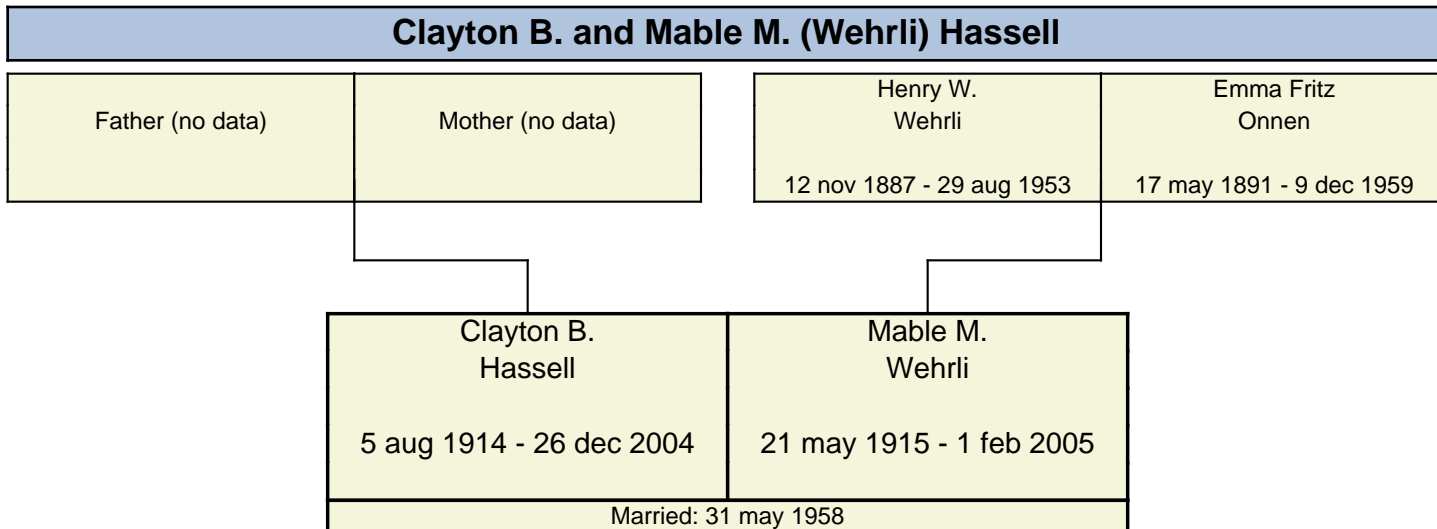 Clayton B. and Mable M. (Wehrli) Hassell
Father (no data)
Mother (no data)
Henry W.
Wehrli
12 nov 1887 - 29 aug 1953
Emma Fritz
Onnen
17 may 1891 - 9 dec 1959
Clayton B.
Hassell
5 aug 1914 - 26 dec 2004
Mable M.
Wehrli
21 may 1915 - 1 feb 2005
Married: 31 may 1958